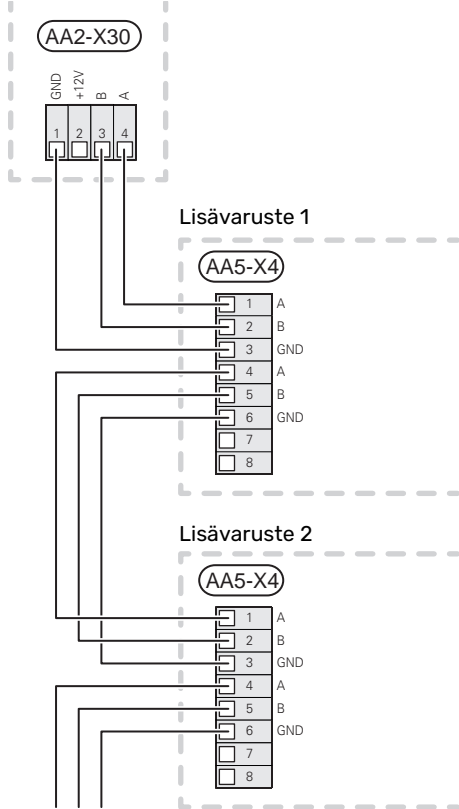 AA2-X30
GND
+12V
B
A
1 2 3 4
Lisävaruste 1
AA5-X4
1 A
2 B
3 GND
4 A
5 B
6 GND
7
8
Lisävaruste 2
AA5-X4
1 A
2 B
3 GND
4 A
5 B
6 GND
7
8